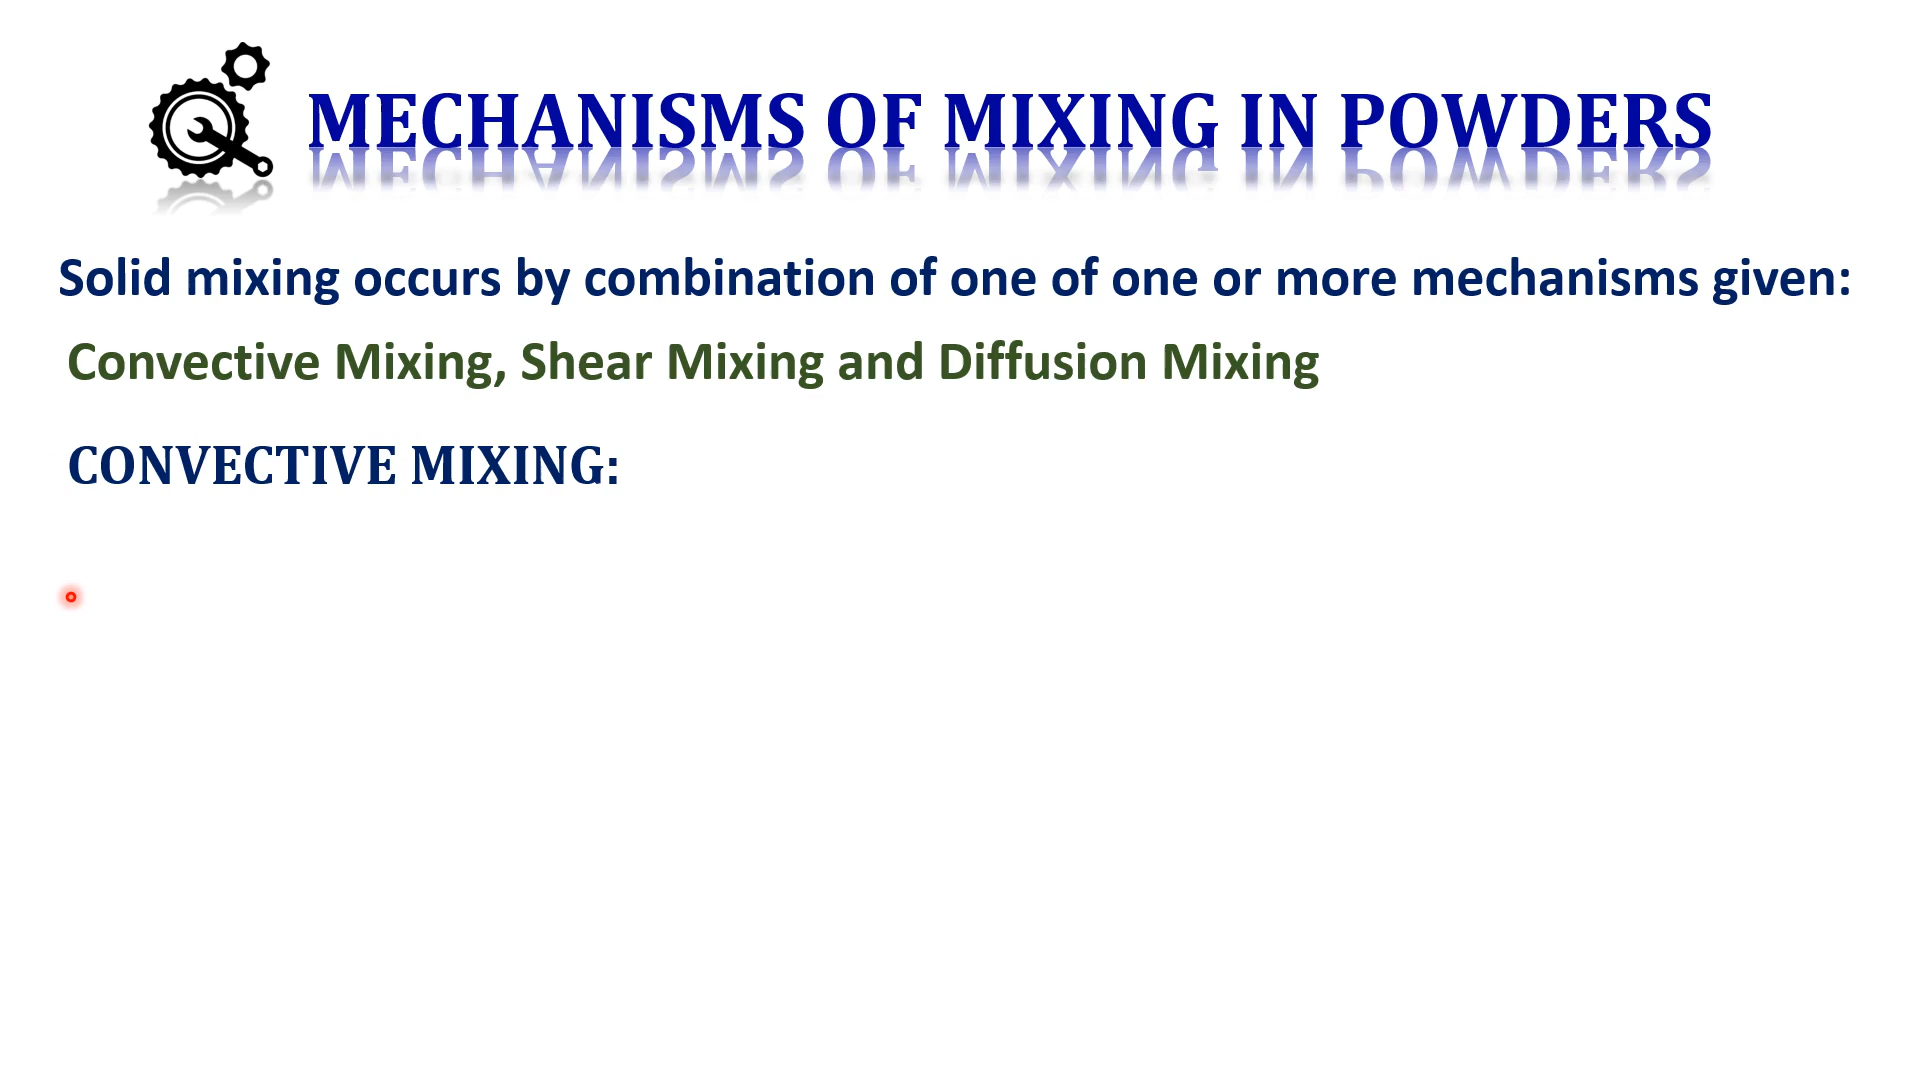 MECHANISMS OF MIXING IN POWDERS
Solid mixing occurs by combination of one of one or more mechanisms given:
Convective Mixing, Shear Mixing and Diffusion Mixing
CONVECTIVE MIXING: